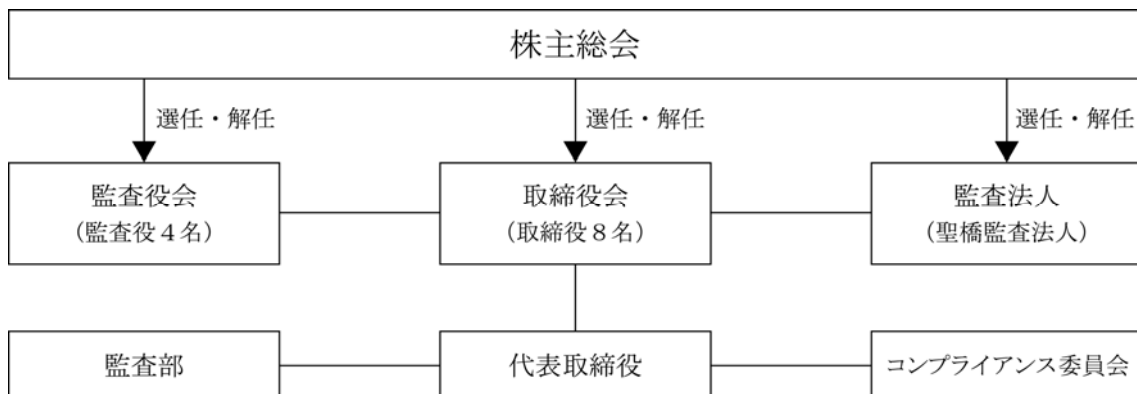 株主総会
選任・解任
選任・解任
選任・解任
監査役会
(監査役4名)
取締役会
(取締役8名)
監査法人
(聖橋監査法人)
監査部
代表取締役
コンプライアンス委員会